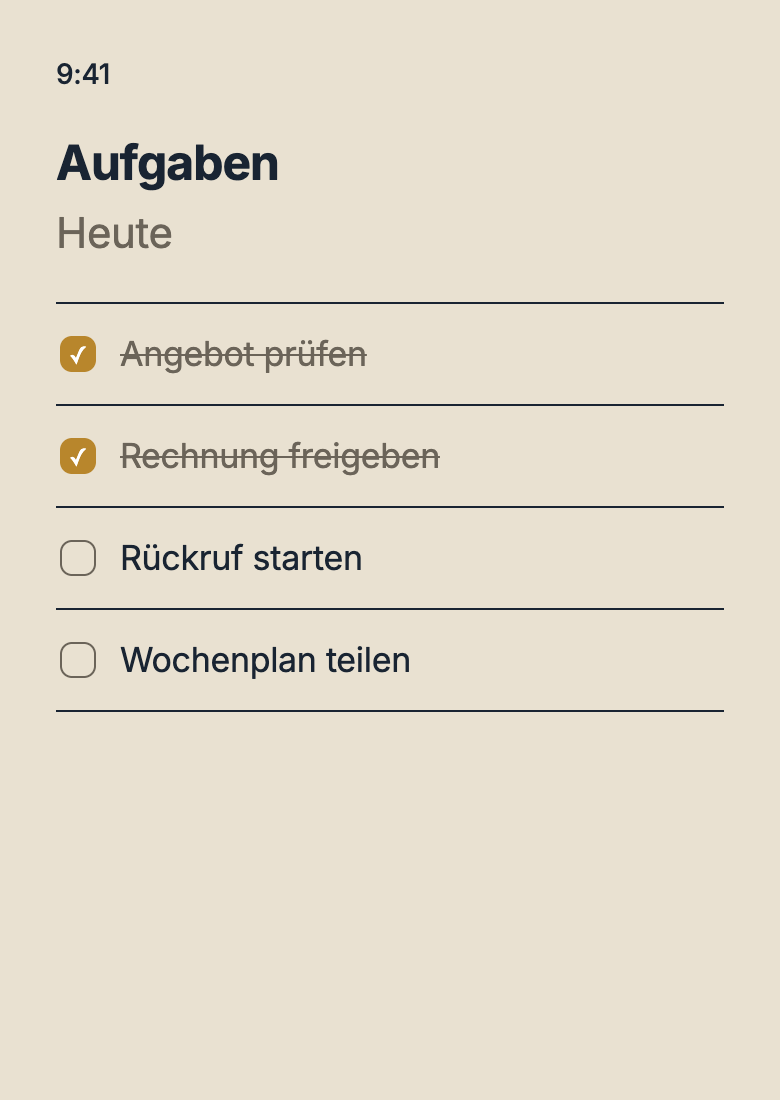 9:41
Aufgaben
Heute
Angebot prüfen
Rechnung freigeben
Rückruf starten
Wochenplan teilen